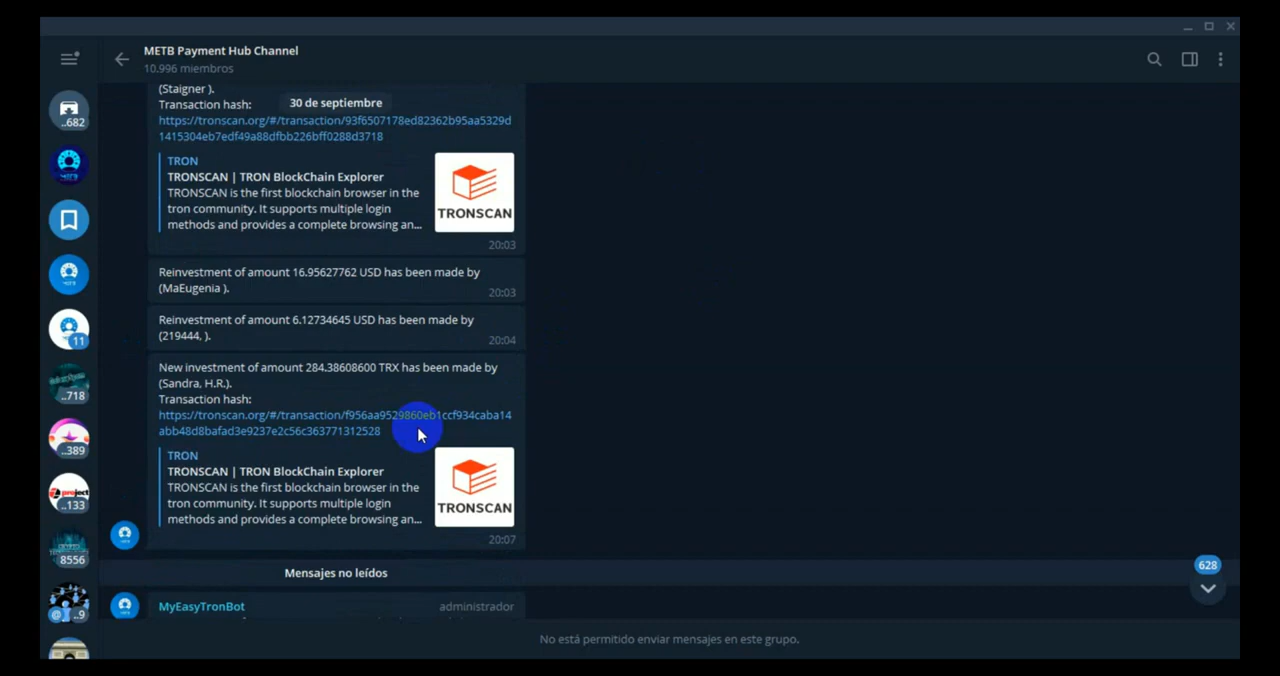 METB Payment Hub Channel
10.996 miembros
(Staigner ).
Transaction hash:
30 de septiembre
https://tronscan.org/#/transaction/93f6507178ed82362b95aa5329d
1415304eb7edf49a88dfbb226bff0288d3718
TRON
TRONSCAN | TRON BlockChain Explorer
TRONSCAN is the first blockchain browser in the
tron community. It supports multiple login
methods and provides a complete browsing an...
TRONSCAN
20:03
Reinvestment of amount 16.95627762 USD has been made by
(MaEugenia ).
20:03
Reinvestment of amount 6.12734645 USD has been made by
(219444, ).
20:04
New investment of amount 284.38608600 TRX has been made by
(Sandra, H.R.).
Transaction hash:
https://tronscan.org/#/transaction/f956aa9529860eb1ccf934caba14
abb48d8bafad3e9237e2c56c363771312528
TRON
TRONSCAN | TRON BlockChain Explorer
TRONSCAN is the first blockchain browser in the
tron community. It supports multiple login
methods and provides a complete browsing an...
TRONSCAN
20:07
Mensajes no leídos
MyEasyTronBot
administrador
No está permitido enviar mensajes en este grupo.
628
..682
11
..718
..389
..133
8556
@ ..9